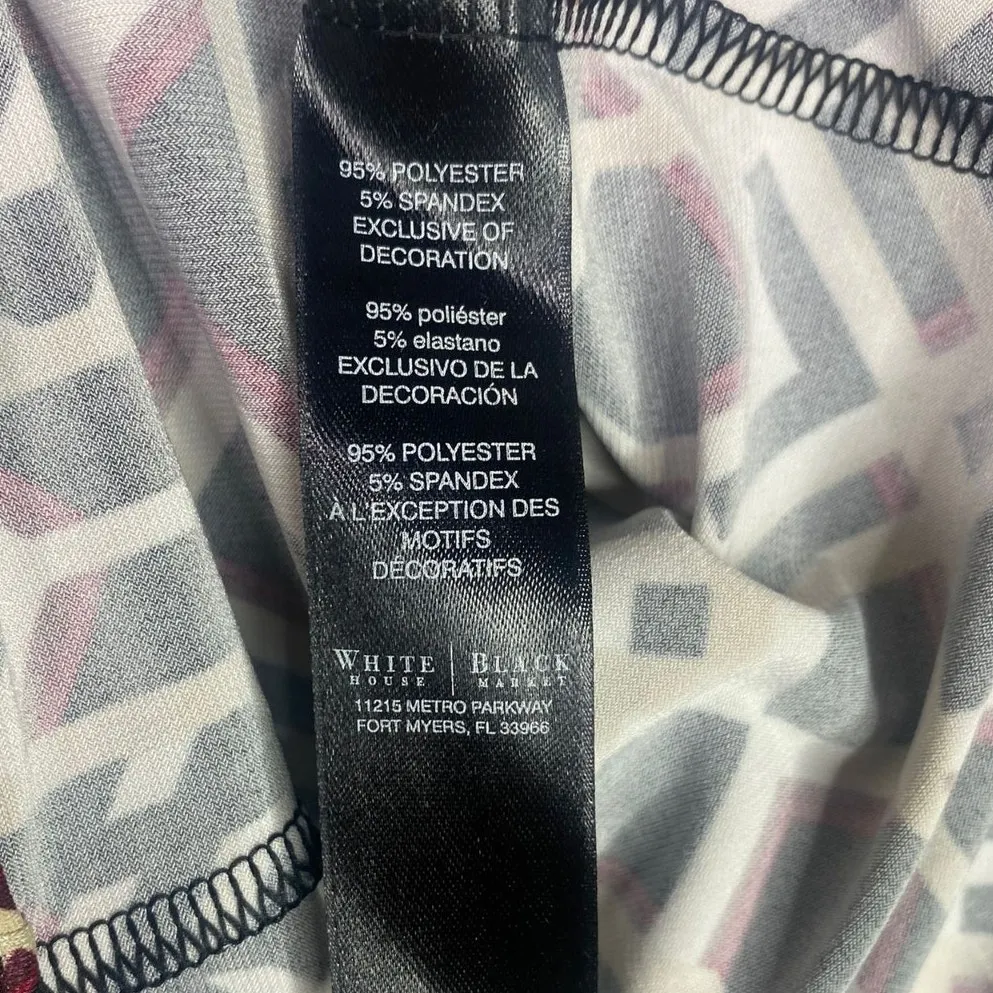 95% POLYESTER
5% SPANDEX
EXCLUSIVE OF
DECORATION
95% poliéster
5% elastano
EXCLUSIVO DE LA
DECORACIÓN
95% POLYESTER
5% SPANDEX
À L'EXCEPTION DES
MOTIFS
DÉCORATIFS
WHITE | BLACK
HOUSE | MARKET
11215 METRO PARKWAY
FORT MYERS, FL 33966